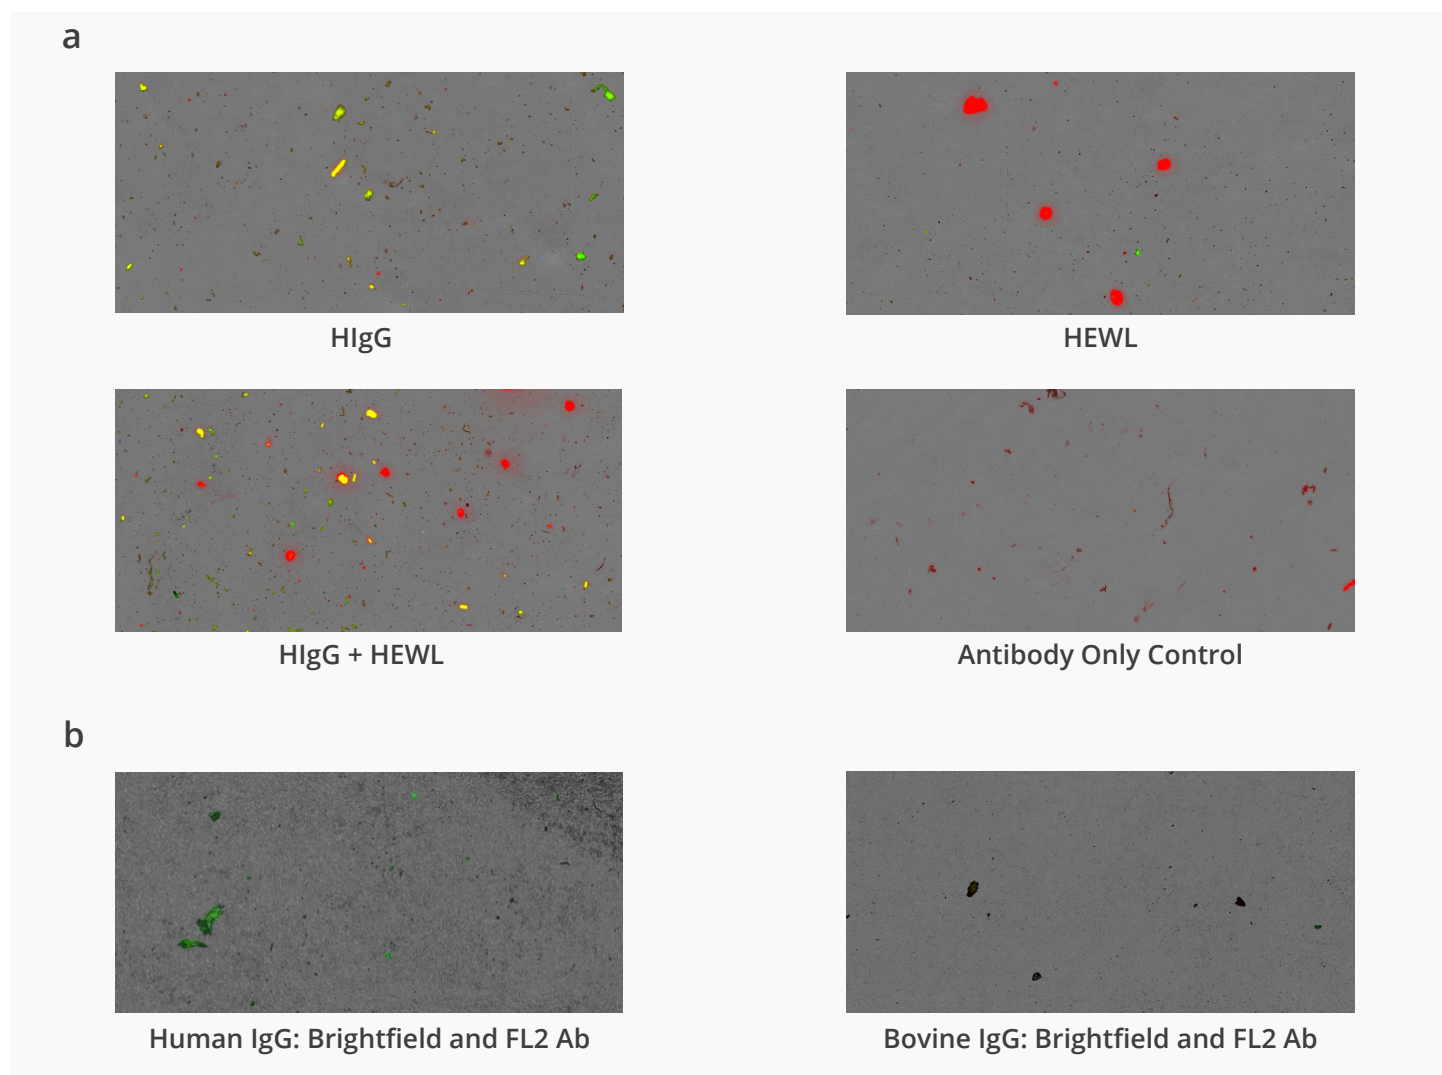 a
HIgG
HEWL
HIgG + HEWL
Antibody Only Control
b
Human IgG: Brightfield and FL2 Ab
Bovine IgG: Brightfield and FL2 Ab